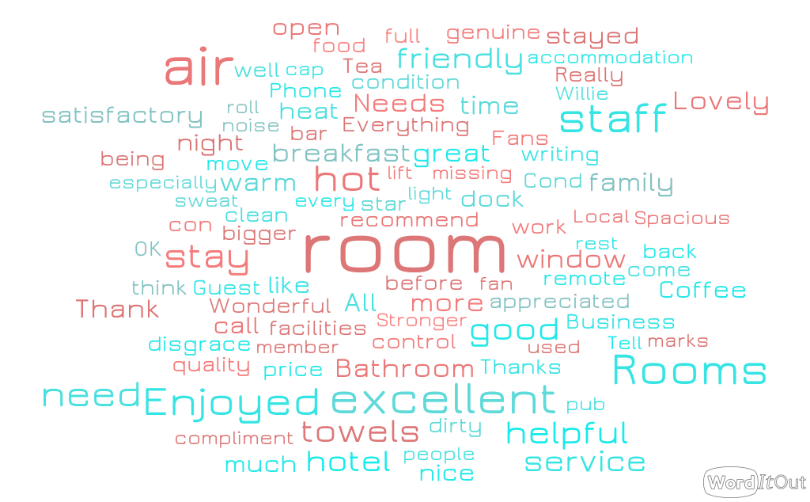 open full genuine stayed
food
air well cap Tea friendly accommodation
Phone condition Really
satisfactory roll heat Needs time Willie Lovely
noise bar Everything staff
night Fans
being move breakfast great writing
especially warm hot lift missing Cond family
sweat every star light dock
clean
con bigger recommend work Local Spacious
OK stay room window rest back
think Guest like before fan remote come
Coffee
Thank Wonderful All more appreciated
call facilities Stronger good Business
disgrace member control used Tell marks
quality price Bathroom Thanks
Rooms
need Enjoyed excellent pub
compliment towels dirty helpful
much hotel people service
nice
WordItOut